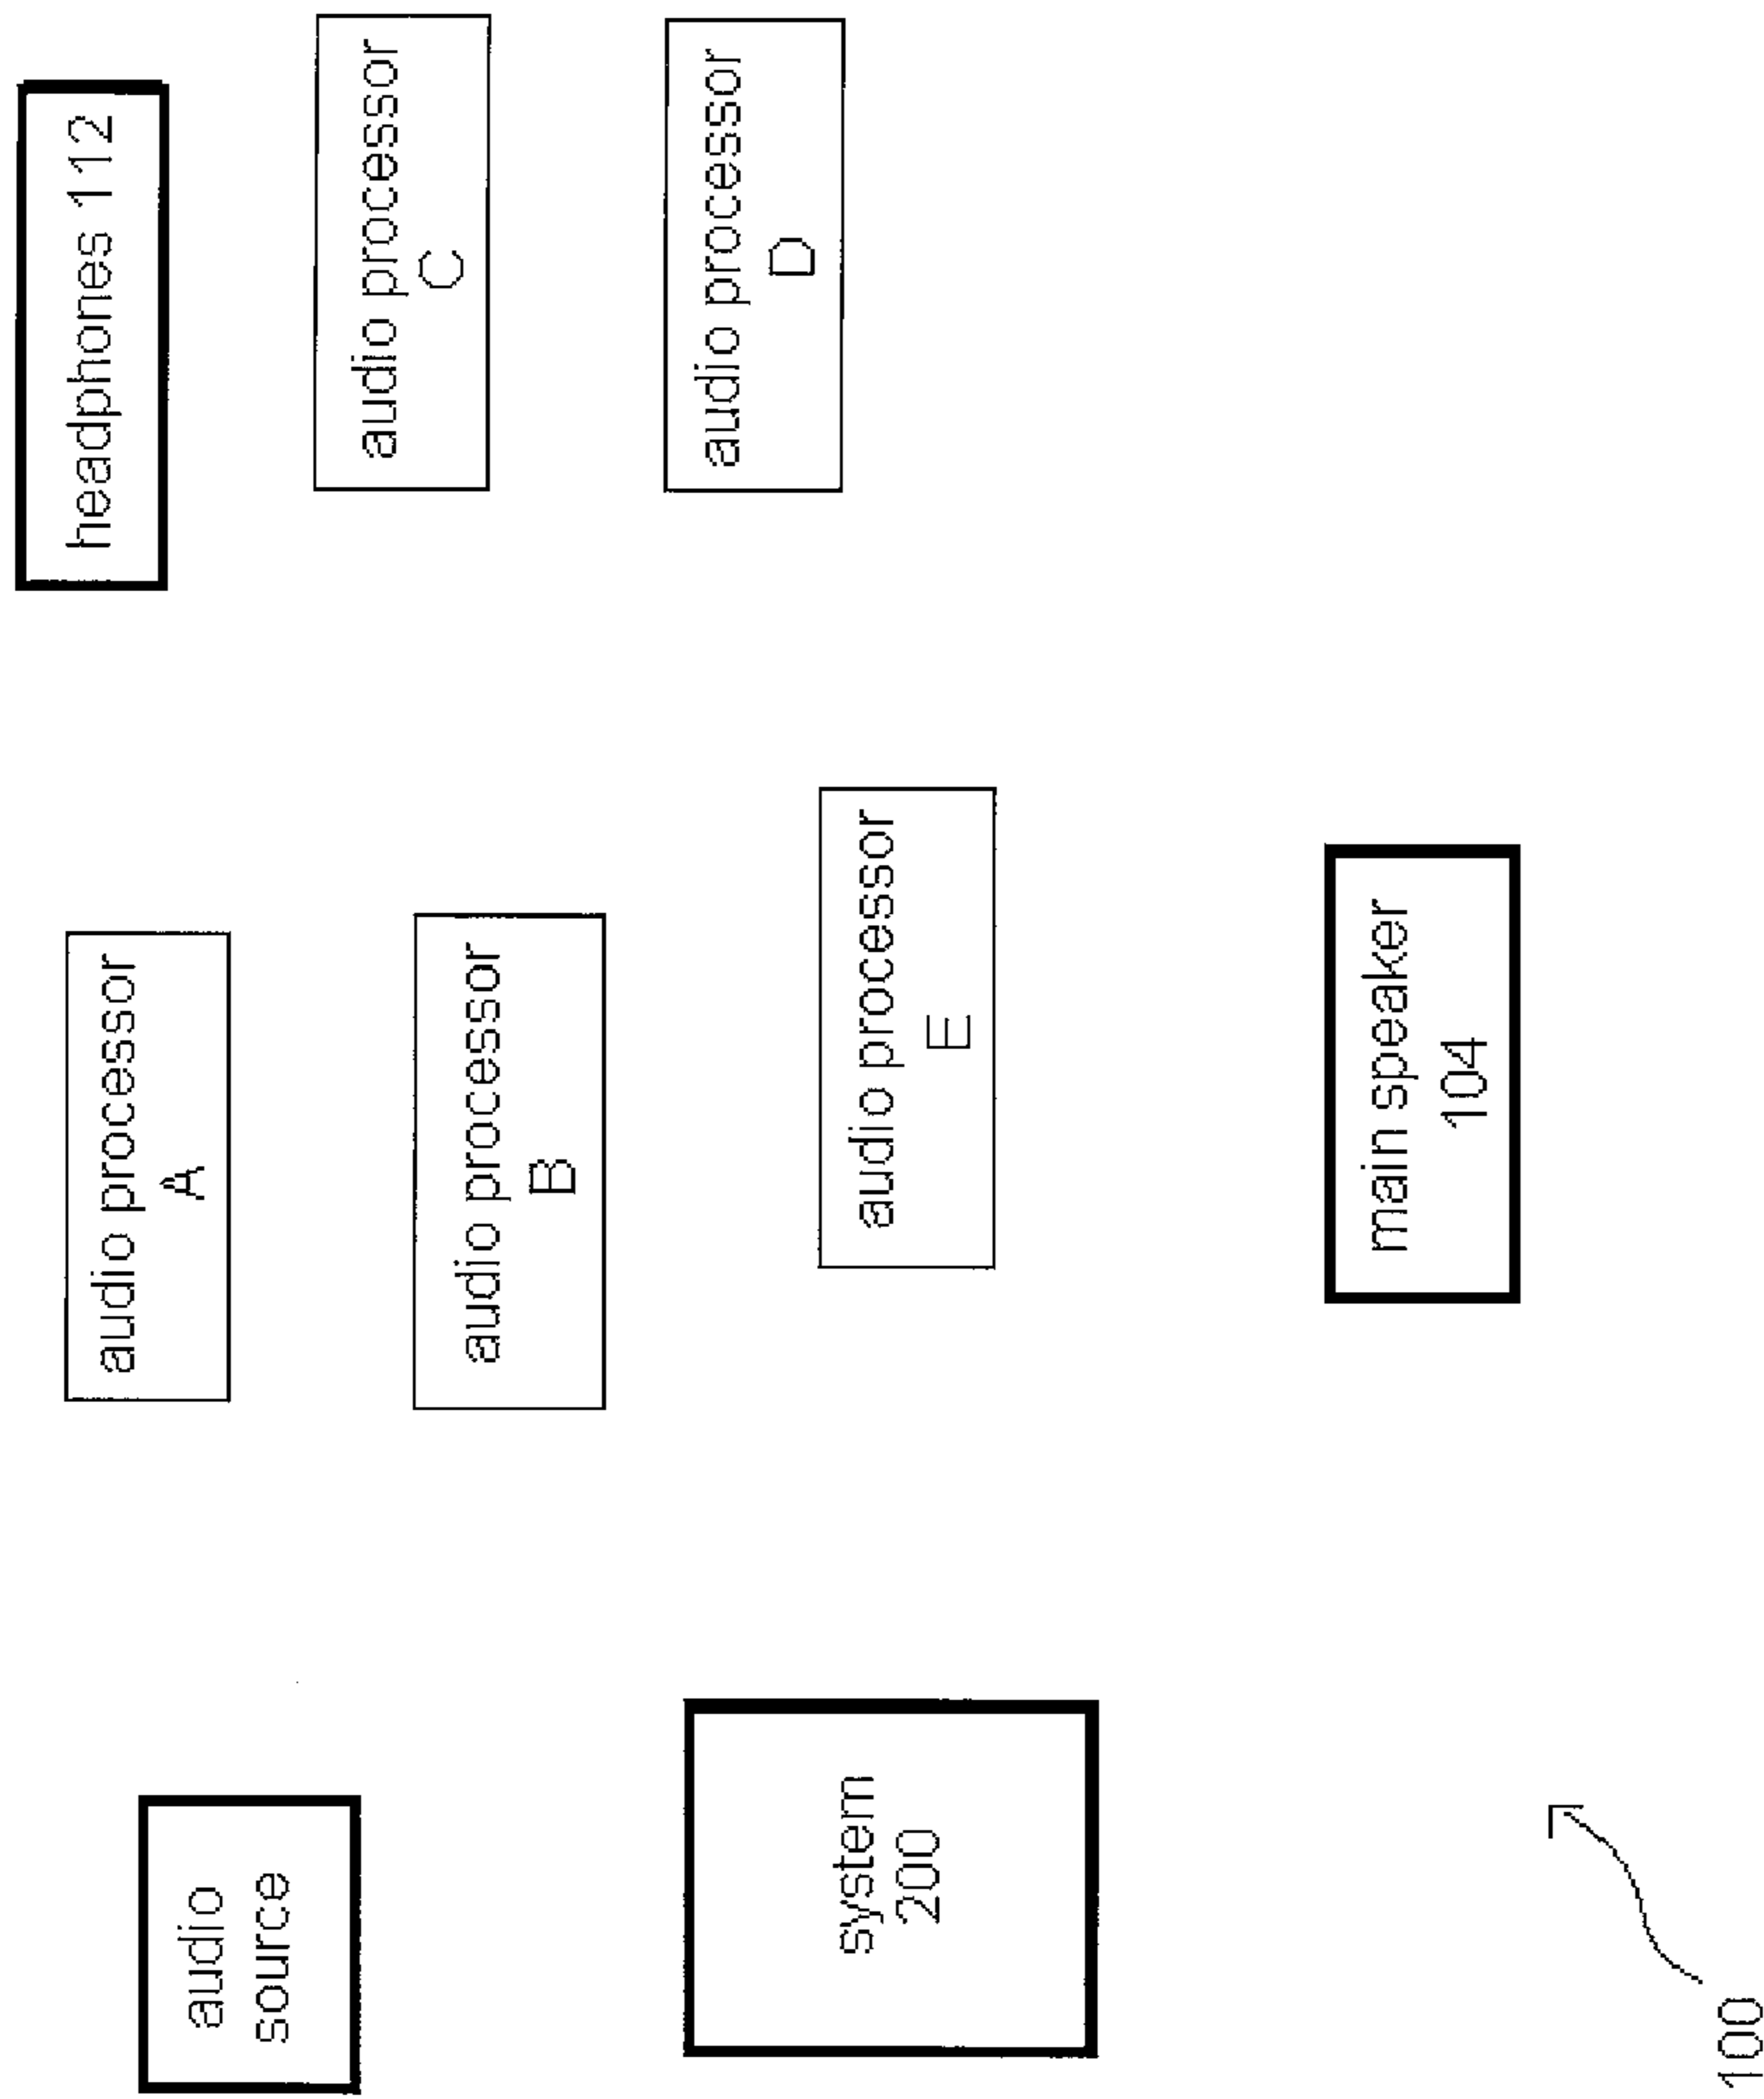 audio
source
audio processor
A
headphones 112
audio processor
C
audio processor
B
audio processor
D
system
200
audio processor
E
main speaker
104
100